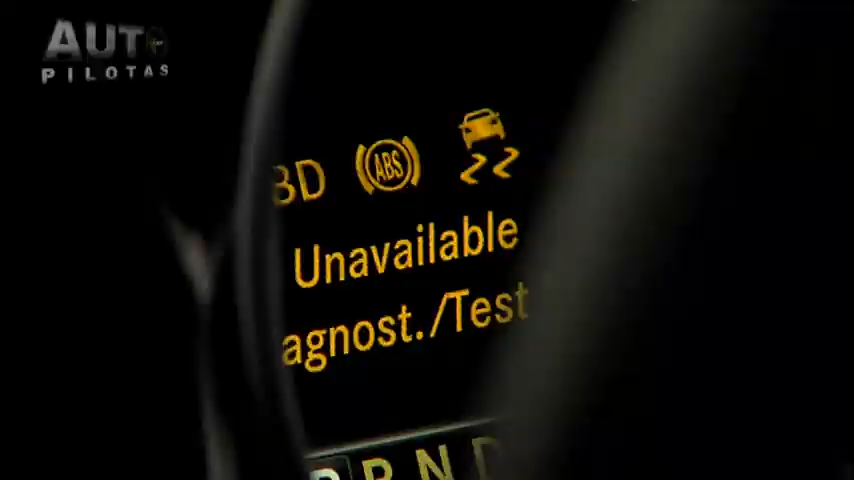 AUTO
PILOTAS
BD ABS
Unavailable
agnost./Test
P R N D